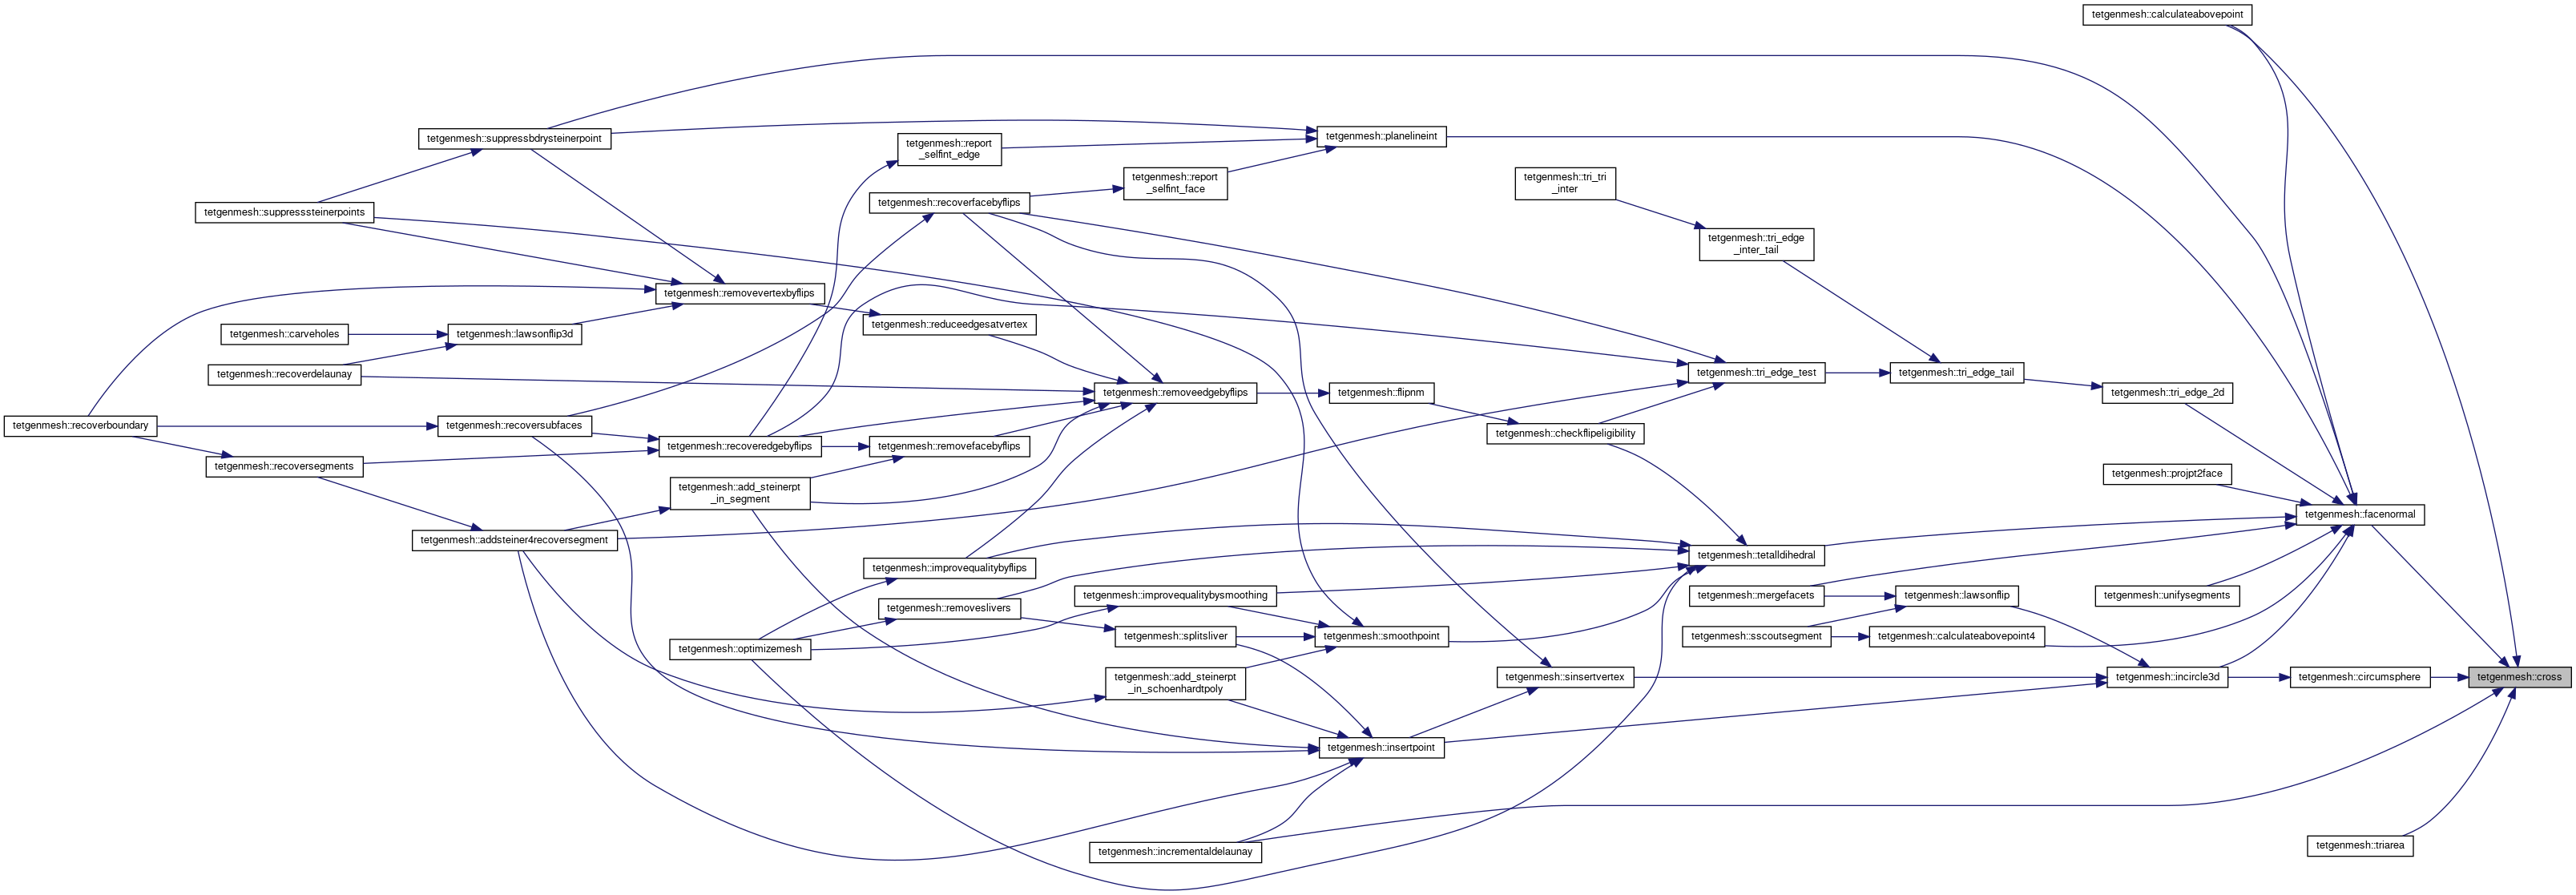 tetgenmesh::calculateabovepoint
tetgenmesh::suppressbdrysteinerpoint
tetgenmesh::planelineint
tetgenmesh::report
_selfint_edge
tetgenmesh::report
_selfint_face
tetgenmesh::tri_tri
_inter
tetgenmesh::recoverfacebyflips
tetgenmesh::suppresssteinerpoints
tetgenmesh::tri_edge
_inter_tail
tetgenmesh::removevertexbyflips
tetgenmesh::reduceedgesatvertex
tetgenmesh::carveholes
tetgenmesh::lawsonflip3d
tetgenmesh::recoverdelaunay
tetgenmesh::tri_edge_test
tetgenmesh::tri_edge_tail
tetgenmesh::removeedgebyflips
tetgenmesh::flipnm
tetgenmesh::tri_edge_2d
tetgenmesh::recoverboundary
tetgenmesh::recoversubfaces
tetgenmesh::checkflipeligibility
tetgenmesh::recoveredgebyflips
tetgenmesh::removefacebyflips
tetgenmesh::recoversegments
tetgenmesh::projpt2face
tetgenmesh::add_steinerpt
_in_segment
tetgenmesh::facenormal
tetgenmesh::addsteiner4recoversegment
tetgenmesh::tetalldihedral
tetgenmesh::improvequalitybyflips
tetgenmesh::improvequalitybysmoothing
tetgenmesh::mergefacets
tetgenmesh::lawsonflip
tetgenmesh::unifysegments
tetgenmesh::removeslivers
tetgenmesh::splitsliver
tetgenmesh::smoothpoint
tetgenmesh::sscoutsegment
tetgenmesh::calculateabovepoint4
tetgenmesh::optimizemesh
tetgenmesh::add_steinerpt
_in_schoenhardtpoly
tetgenmesh::sinsertvertex
tetgenmesh::incircle3d
tetgenmesh::circumsphere
tetgenmesh::cross
tetgenmesh::insertpoint
tetgenmesh::incrementaldelaunay
tetgenmesh::triarea